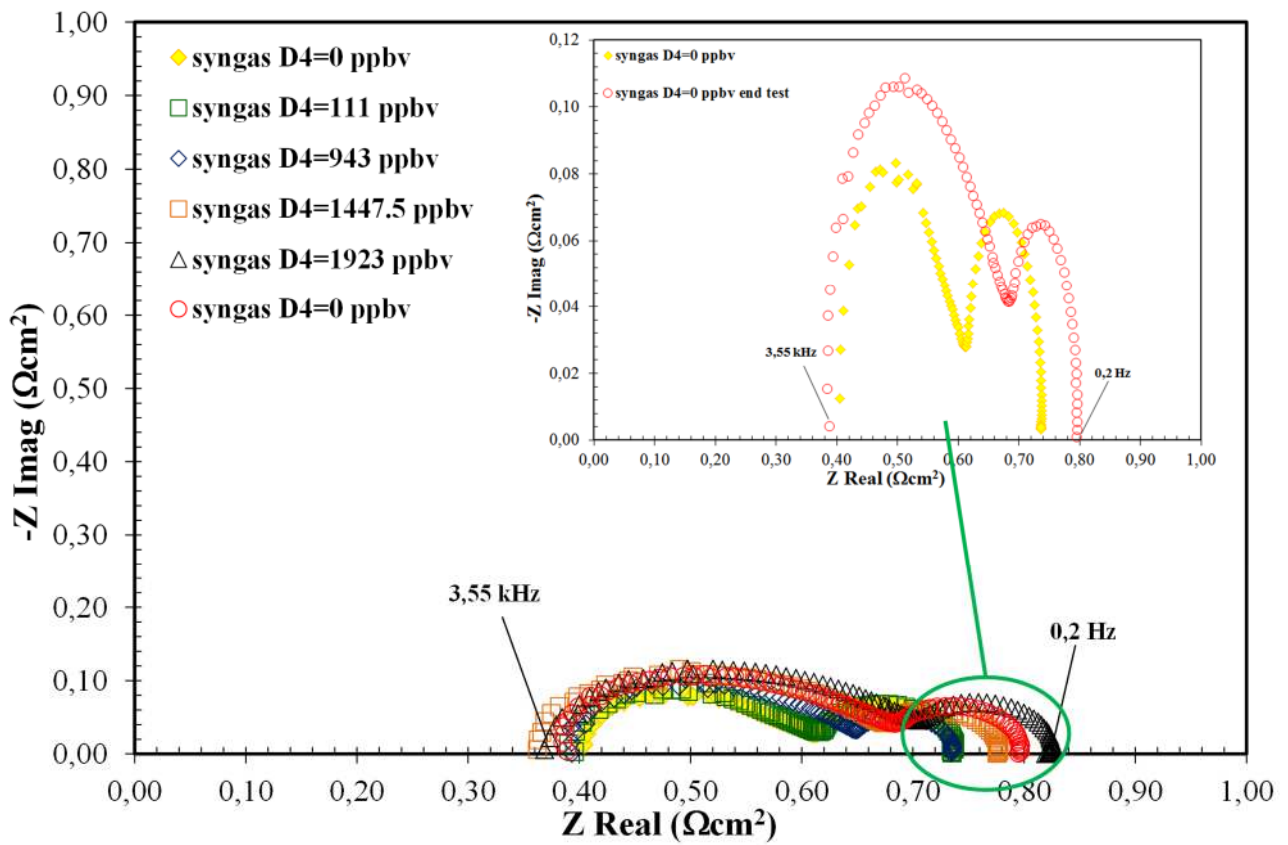 1,00
0,90
0,80
0,70
0,60
0,50
0,40
0,30
0,20
0,10
0,00
-Z Imag (Ωcm²)
syngas D4=0 ppbv
syngas D4=111 ppbv
syngas D4=943 ppbv
syngas D4=1447.5 ppbv
syngas D4=1923 ppbv
syngas D4=0 ppbv
0,12
0,10
0,08
0,06
0,04
0,02
0,00
-Z Imag (Ωcm²)
syngas D4=0 ppbv
syngas D4=0 ppbv end test
3,55 kHz
0,2 Hz
0,00 0,10 0,20 0,30 0,40 0,50 0,60 0,70 0,80 0,90 1,00
Z Real (Ωcm²)
3,55 kHz
0,2 Hz
0,00 0,10 0,20 0,30 0,40 0,50 0,60 0,70 0,80 0,90 1,00
Z Real (Ωcm²)